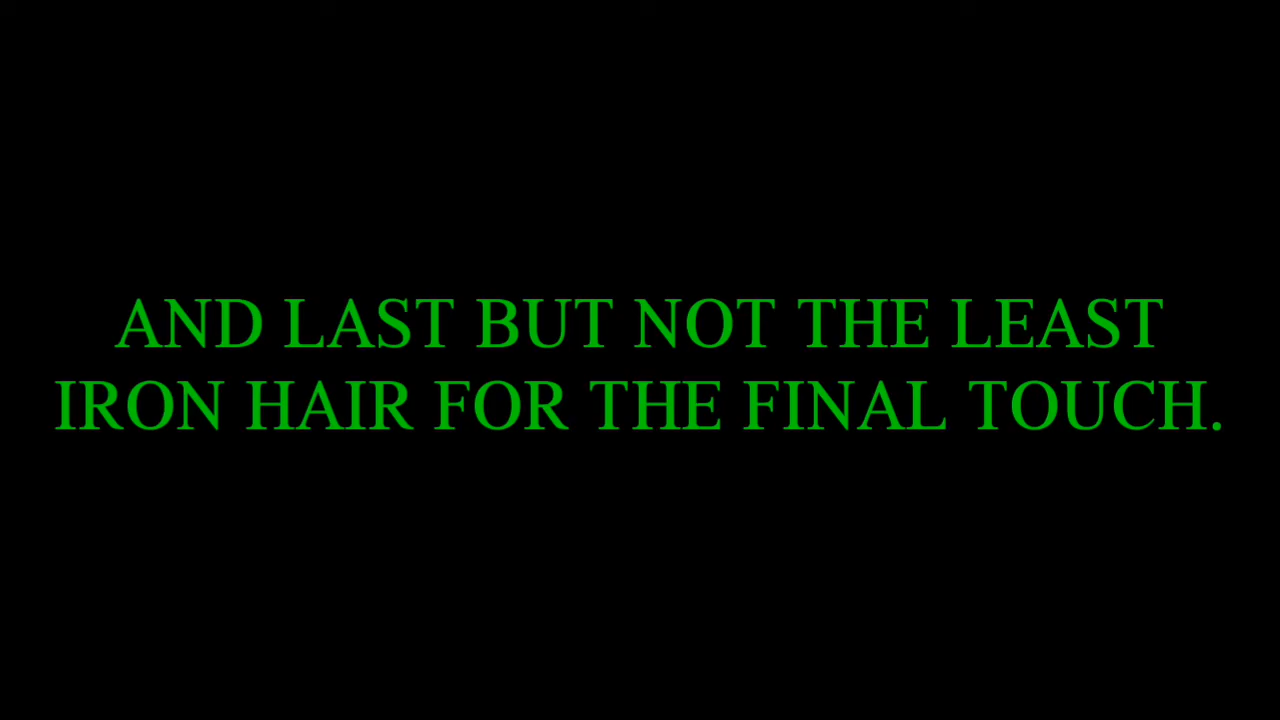 AND LAST BUT NOT THE LEAST
IRON HAIR FOR THE FINAL TOUCH.